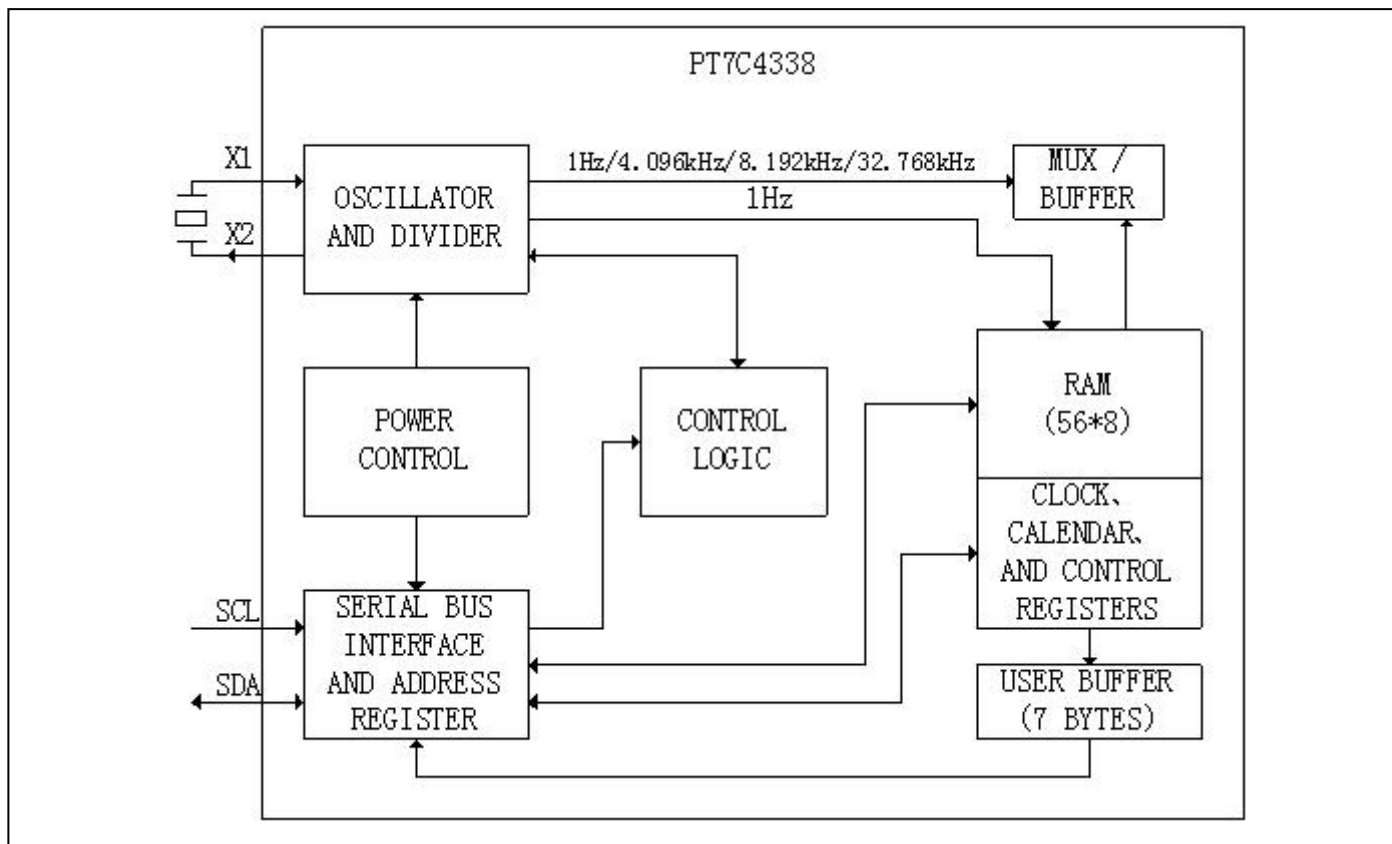 PT7C4338
X1
X2
OSCILLATOR
AND DIVIDER
1Hz/4.096kHz/8.192kHz/32.768kHz
1Hz
MUX /
BUFFER
POWER
CONTROL
CONTROL
LOGIC
RAM
(56*8)
CLOCK、
CALENDAR、
AND CONTROL
REGISTERS
SCL
SDA
SERIAL BUS
INTERFACE
AND ADDRESS
REGISTER
USER BUFFER
(7 BYTES)